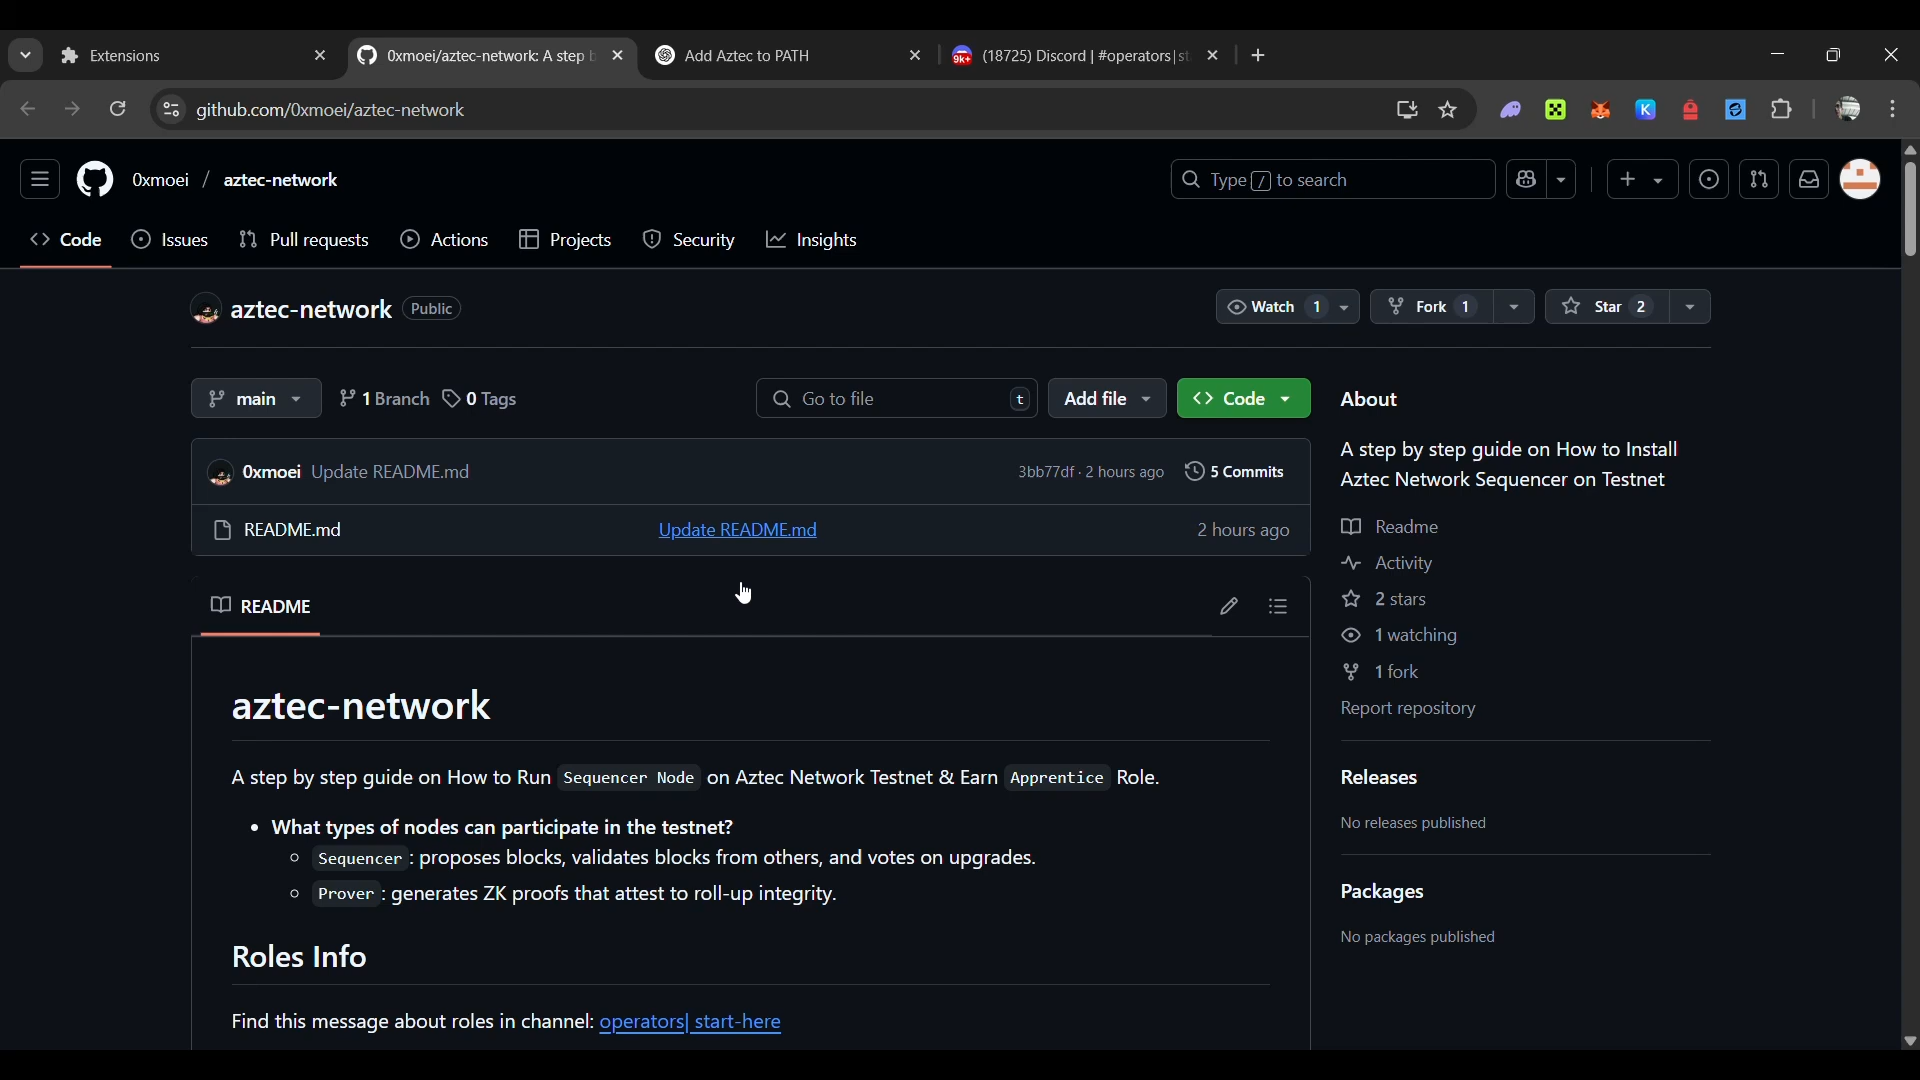 Extensions
0xmoei/aztec-network: A step b
Add Aztec to PATH
9k+
(18725) Discord | #operators| st
github.com/0xmoei/aztec-network
K
0xmoei / aztec-network
Type / to search
Code
Issues
Pull requests
Actions
Projects
Security
Insights
aztec-network Public
Watch 1
Fork 1
Star 2
main
1 Branch
0 Tags
Go to file t
Add file
Code
0xmoei Update README.md 3bb77df · 2 hours ago 5 Commits
README.md Update README.md 2 hours ago
README
aztec-network
A step by step guide on How to Run Sequencer Node on Aztec Network Testnet & Earn Apprentice Role.
• What types of nodes can participate in the testnet?
Sequencer : proposes blocks, validates blocks from others, and votes on upgrades.
Prover : generates ZK proofs that attest to roll-up integrity.
Roles Info
Find this message about roles in channel: operators| start-here
About
A step by step guide on How to Install
Aztec Network Sequencer on Testnet
Readme
Activity
2 stars
1 watching
1 fork
Report repository
Releases
No releases published
Packages
No packages published